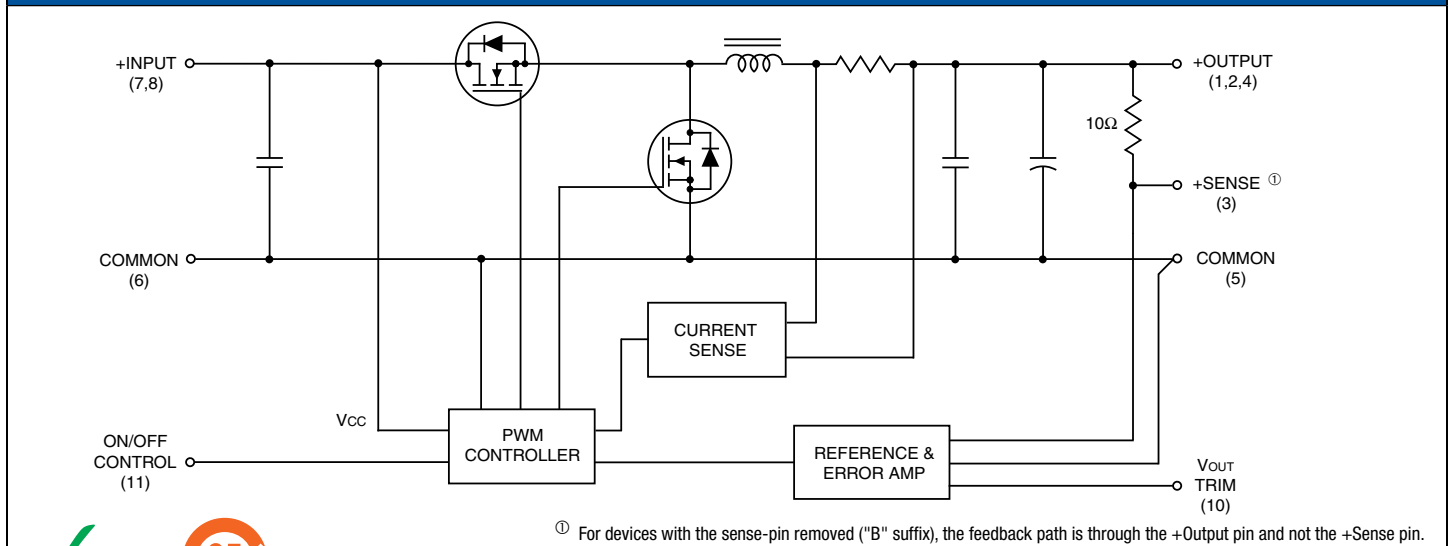 +INPUT
(7,8)
+OUTPUT
(1,2,4)
10Ω
+SENSE ①
(3)
COMMON
(6)
COMMON
(5)
CURRENT
SENSE
VCC
PWM
CONTROLLER
ON/OFF
CONTROL
(11)
REFERENCE &
ERROR AMP
VOUT
TRIM
(10)
① For devices with the sense-pin removed ("B" suffix), the feedback path is through the +Output pin and not the +Sense pin.